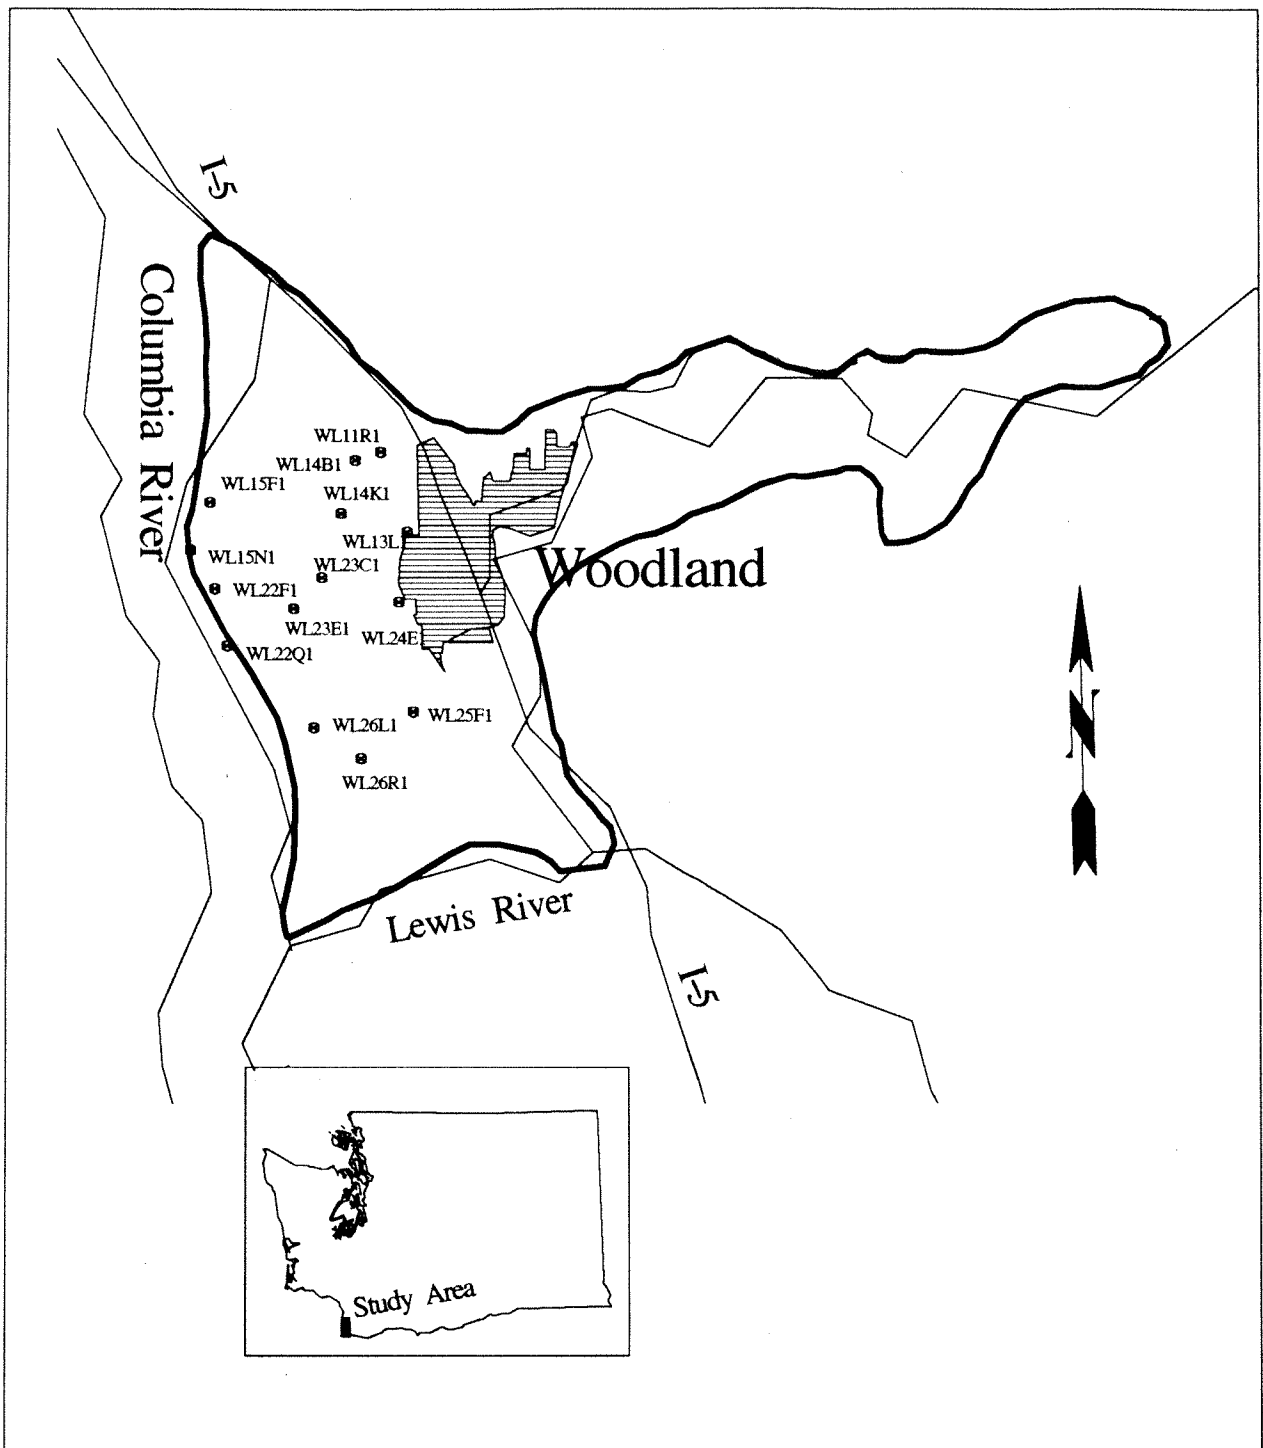 I-5
Columbia River
WL11R1
WL14B1
WL15F1
WL14K1
WL13L1
WL15N1
WL23C1
Woodland
WL22F1
WL23E1
WL24E
WL22Q1
WL25F1
WL26L1
WL26R1
N
Lewis River
I-5
Study Area